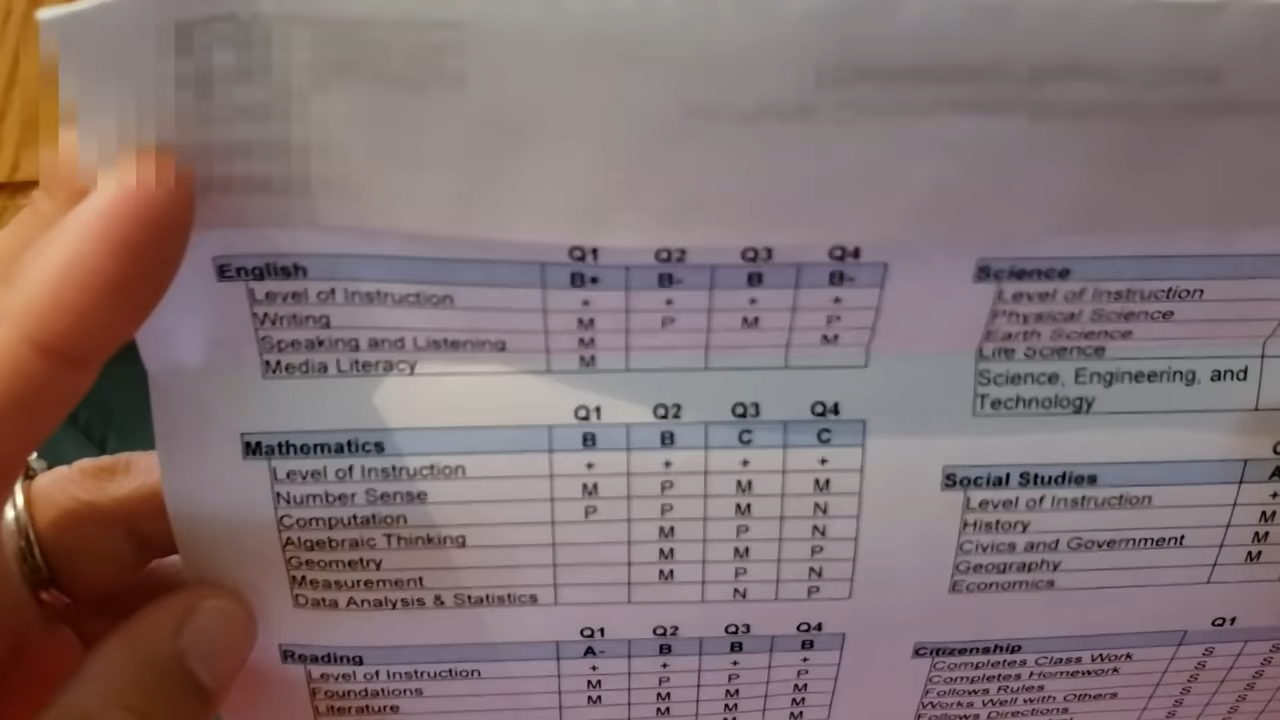 Q1 Q2 Q3 Q4
English B+ B- B B-
Level of Instruction + + + +
Writing M P M P
Speaking and Listening M M
Media Literacy M
Q1 Q2 Q3 Q4
Mathematics B B C C
Level of Instruction + + + +
Number Sense M P M M
Computation P P M N
Algebraic Thinking M P N
Geometry M M P
Measurement M P N
Data Analysis & Statistics N P
Q1 Q2 Q3 Q4
Reading A- B B B
Level of Instruction + + + +
Foundations M P P P
Literature M M M M
M M M
Science
Level of Instruction
Physical Science
Earth Science
Life Science
Science, Engineering, and
Technology
Social Studies A
Level of Instruction +
History M
Civics and Government M
Geography M
Economics
Q1
Citizenship
Completes Class Work S S
Completes Homework S S
Follows Rules S S
Works Well with Others S S
Follows Directions S S